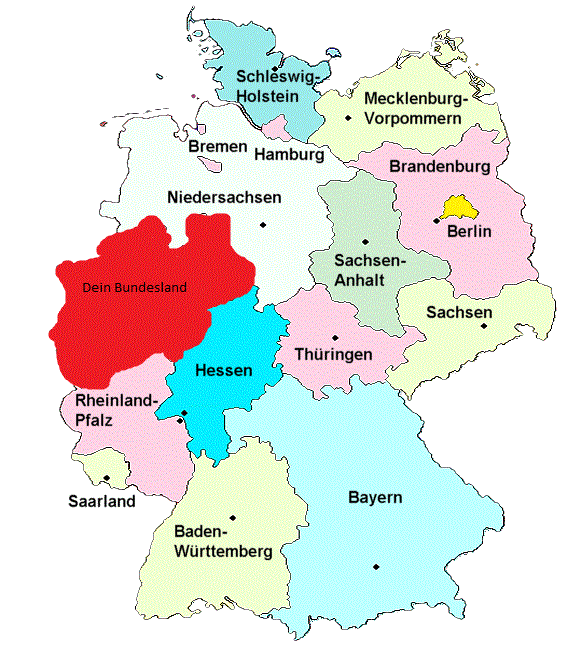 Schleswig-
Holstein
Mecklenburg-
Vorpommern
Hamburg
Bremen
Brandenburg
Niedersachsen
Berlin
Sachsen-
Anhalt
Dein Bundesland
Sachsen
Thüringen
Hessen
Rheinland-
Pfalz
Saarland
Bayern
Baden-
Württemberg